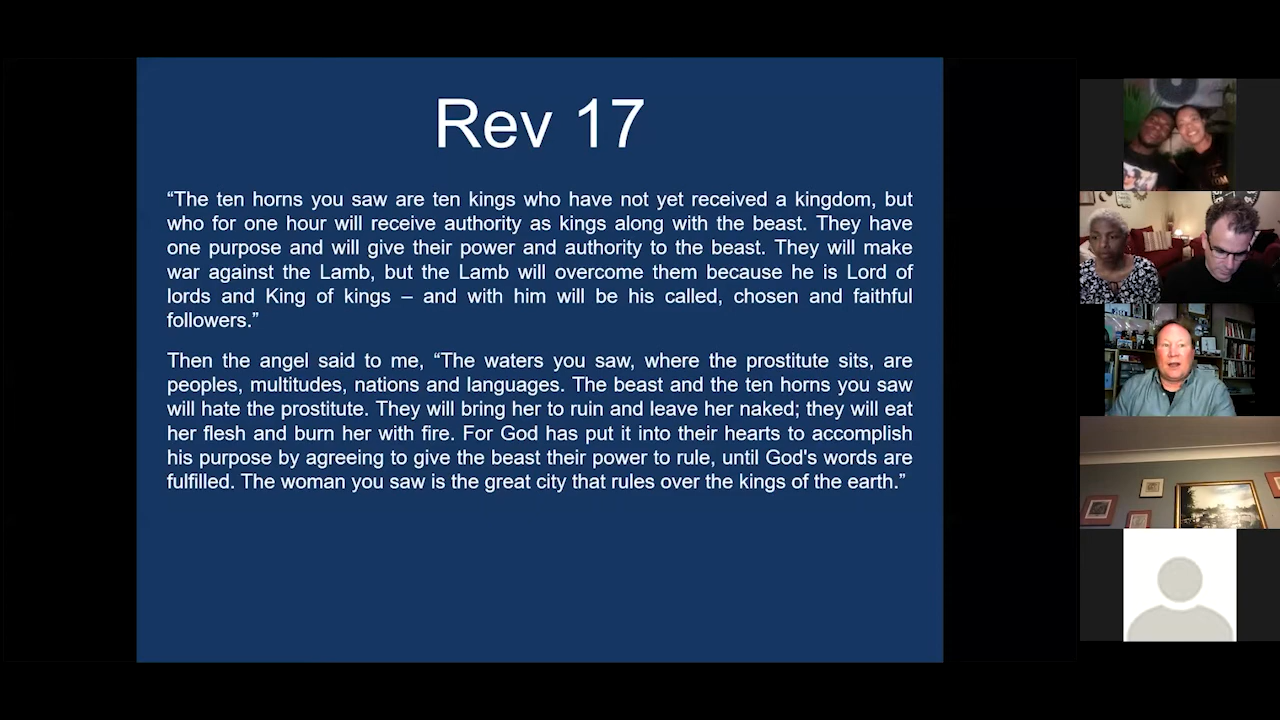 Rev 17
“The ten horns you saw are ten kings who have not yet received a kingdom, but
who for one hour will receive authority as kings along with the beast. They have
one purpose and will give their power and authority to the beast. They will make
war against the Lamb, but the Lamb will overcome them because he is Lord of
lords and King of kings – and with him will be his called, chosen and faithful
followers.”
Then the angel said to me, “The waters you saw, where the prostitute sits, are
peoples, multitudes, nations and languages. The beast and the ten horns you saw
will hate the prostitute. They will bring her to ruin and leave her naked; they will eat
her flesh and burn her with fire. For God has put it into their hearts to accomplish
his purpose by agreeing to give the beast their power to rule, until God's words are
fulfilled. The woman you saw is the great city that rules over the kings of the earth.”